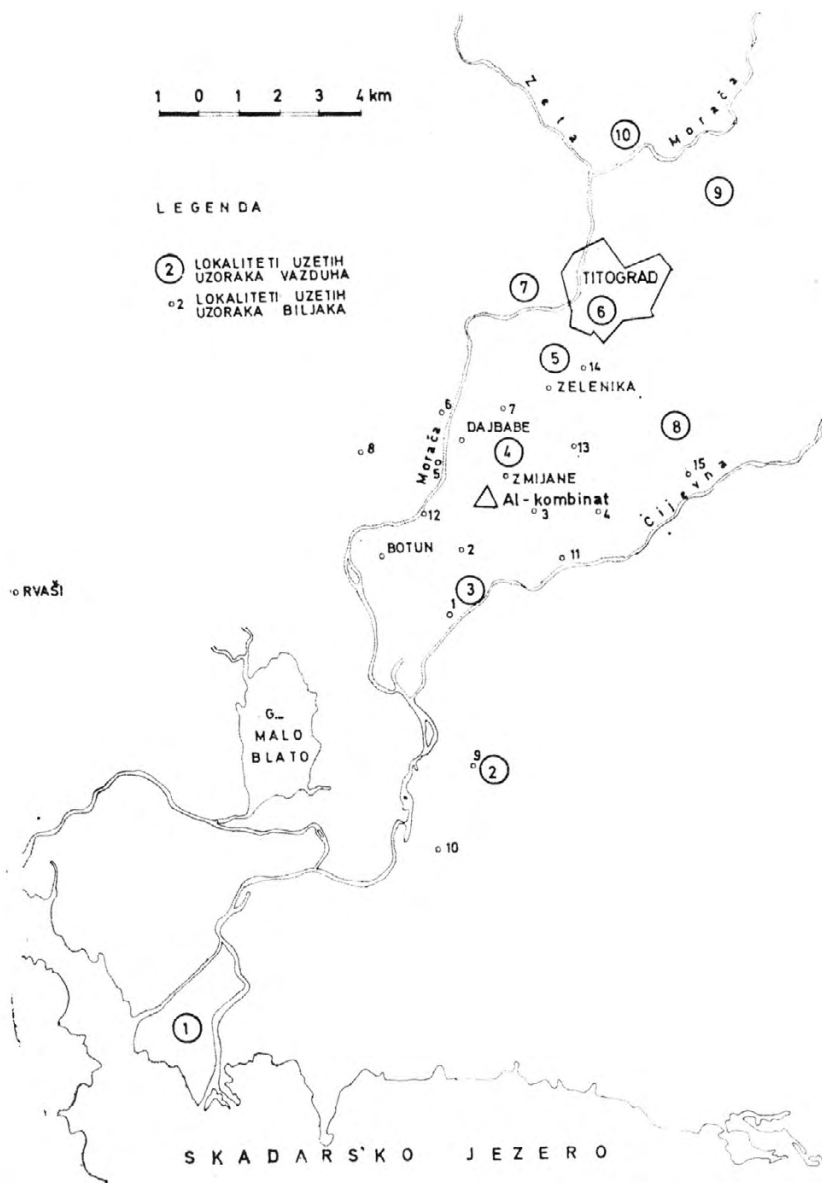 1 0 1 2 3 4 km
Zeta
Morača
10
9
LEGENDA
2 LOKALITETI UZETIH
UZORAKA VAZDUHA
2 LOKALITETI UZETIH
UZORAKA BILJAKA
TITOGRAD
7
6
5
14
ZELENIKA
6
7
8
DAJBABE
Morača
8
4
13
5
ZMIJANE
15
Cijevna
Al-kombinat
12
3
4
BOTUN
2
11
RVAŠI
3
1
G.
MALO
BLATO
9
2
10
1
SKADARSKO JEZERO